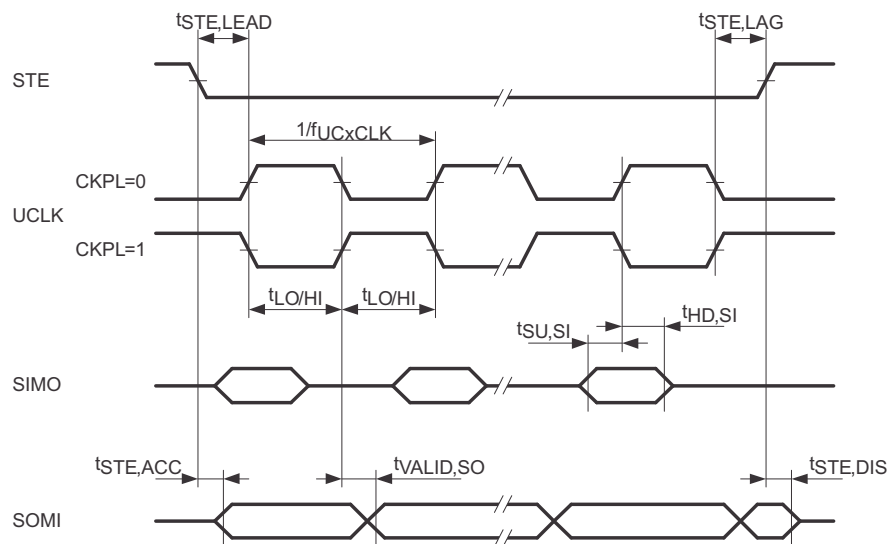 tSTE,LEAD tSTE,LAG
STE
1/fUCxCLK
CKPL=0
UCLK
CKPL=1
tLO/HI tLO/HI
tSU,SI tHD,SI
SIMO
tSTE,ACC tVALID,SO tSTE,DIS
SOMI